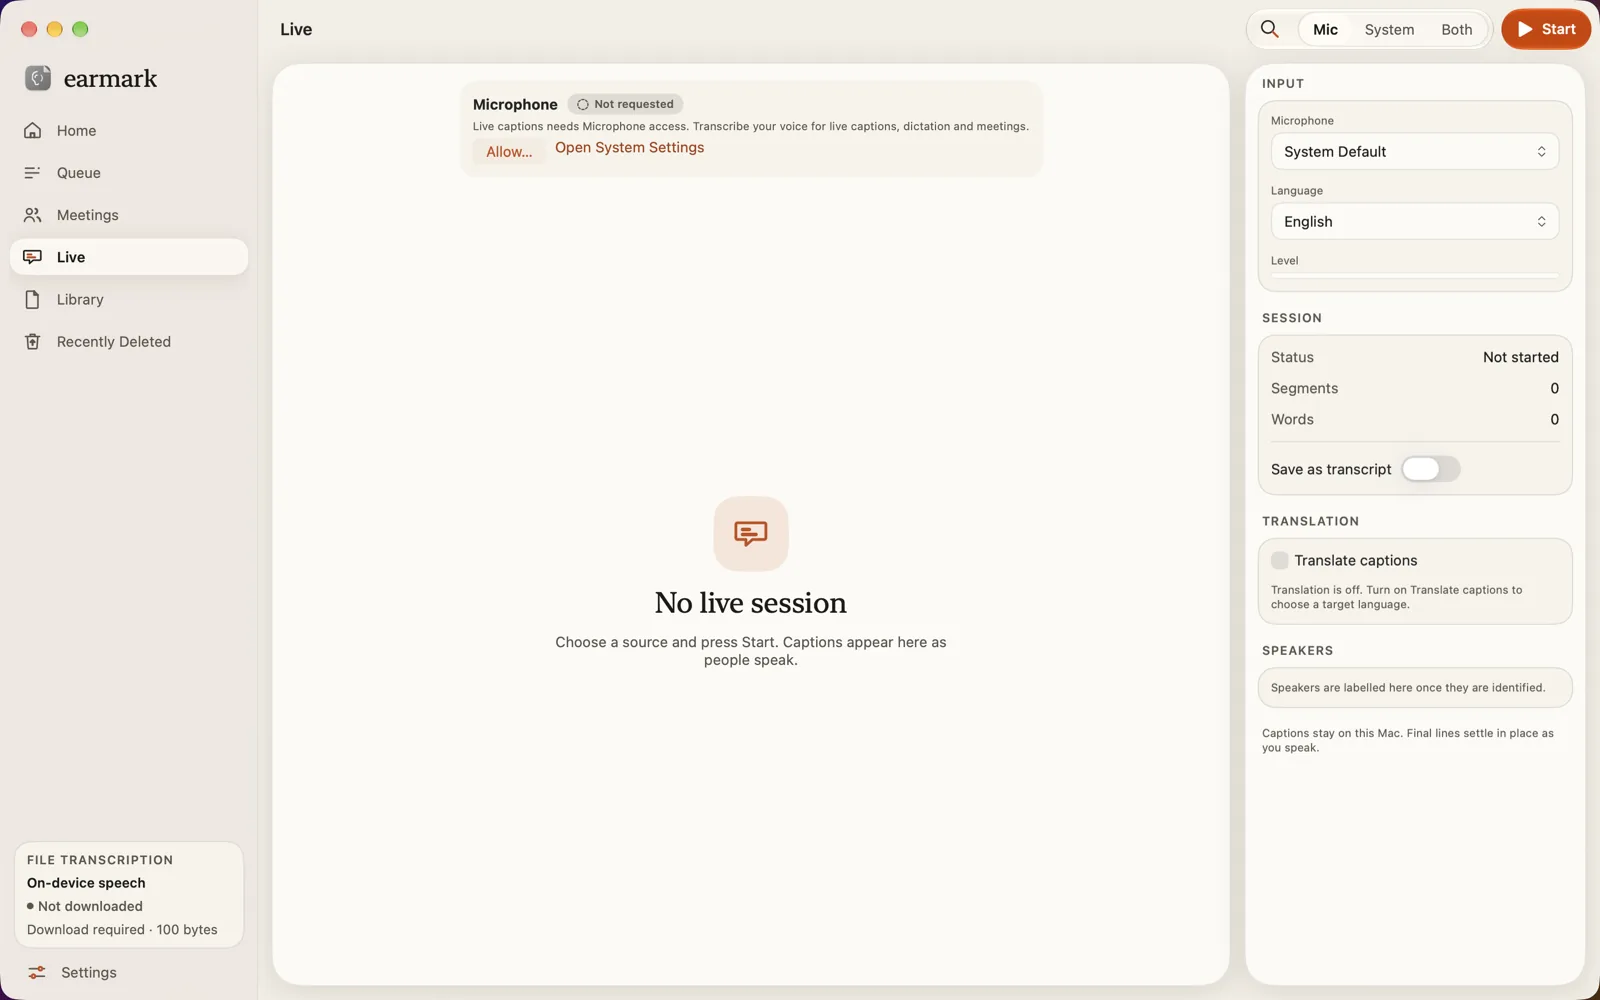 earmark
Home
Queue
Meetings
Live
Library
Recently Deleted
FILE TRANSCRIPTION
On-device speech
Not downloaded
Download required · 100 bytes
Settings
Live
Mic System Both
Start
Microphone Not requested
Live captions needs Microphone access. Transcribe your voice for live captions, dictation and meetings.
Allow... Open System Settings
No live session
Choose a source and press Start. Captions appear here as
people speak.
INPUT
Microphone
System Default
Language
English
Level
SESSION
Status Not started
Segments 0
Words 0
Save as transcript
TRANSLATION
Translate captions
Translation is off. Turn on Translate captions to
choose a target language.
SPEAKERS
Speakers are labelled here once they are identified.
Captions stay on this Mac. Final lines settle in place as
you speak.